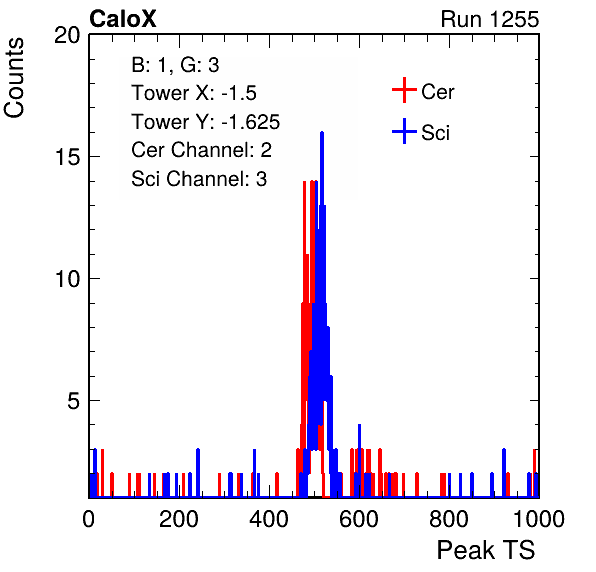 CaloX Run 1255
Counts
20
15
10
5
B: 1, G: 3
Tower X: -1.5
Tower Y: -1.625
Cer Channel: 2
Sci Channel: 3
Cer
Sci
0 200 400 600 800 1000
Peak TS